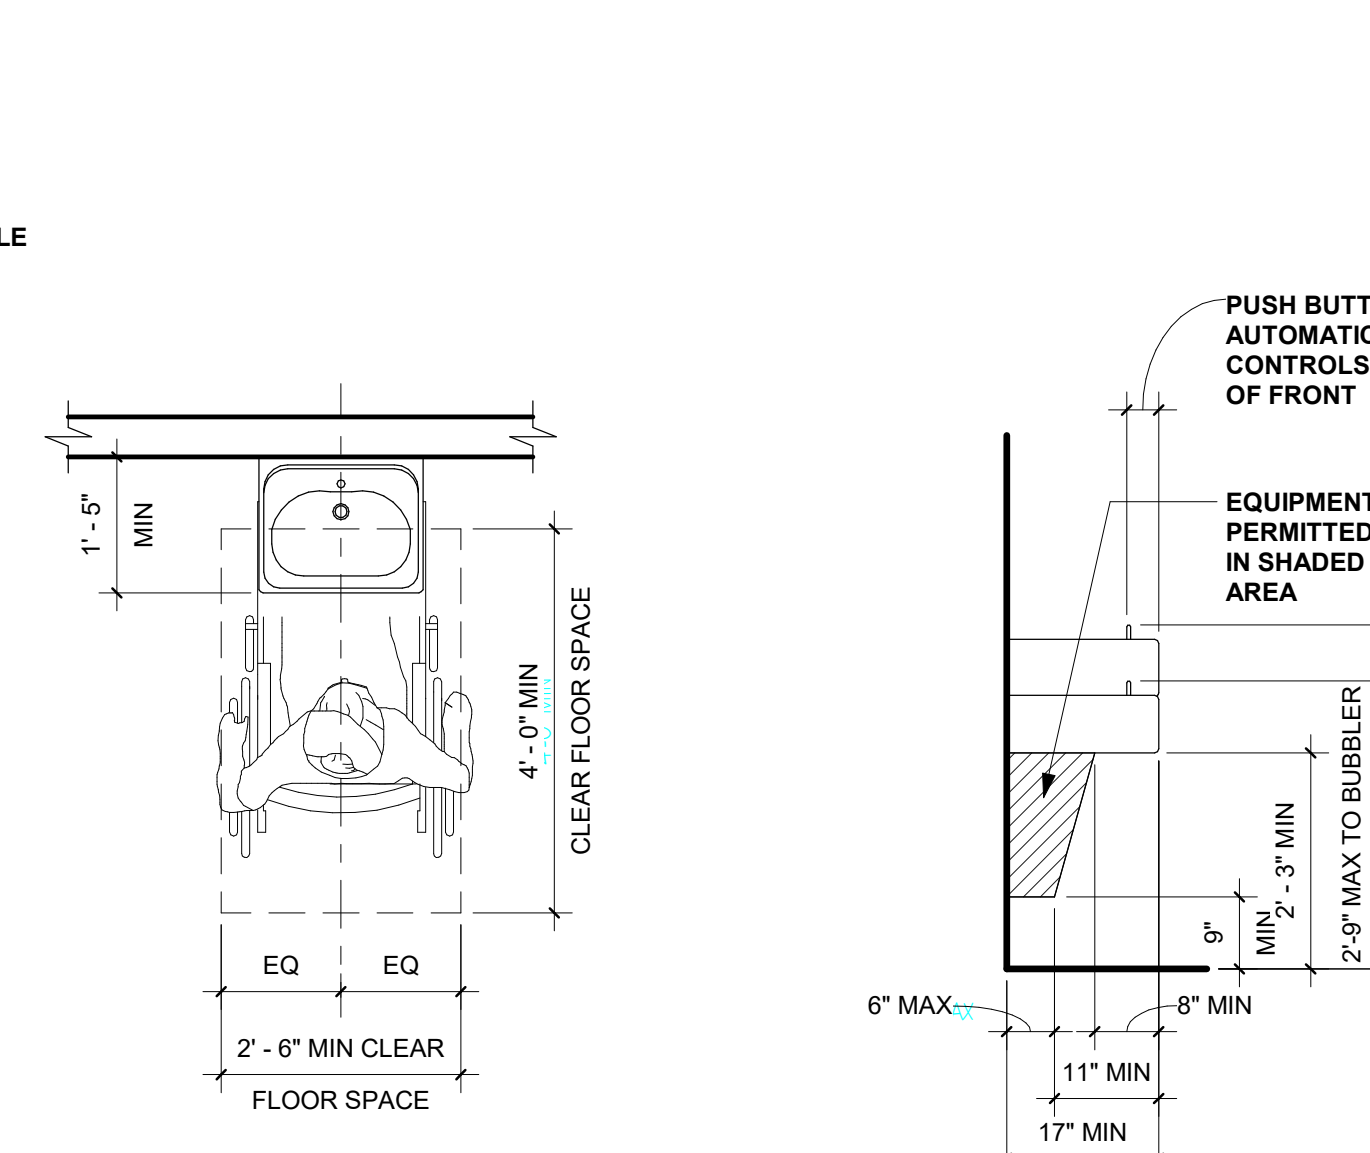 LE
1' - 5"
MIN
4' - 0" MIN
CLEAR FLOOR SPACE
EQ
EQ
2' - 6" MIN CLEAR
FLOOR SPACE
PUSH BUTT
AUTOMATIC
CONTROLS
OF FRONT
EQUIPMENT
PERMITTED
IN SHADED
AREA
2' - 3" MIN
2'-9" MAX TO BUBBLER
9"
MIN
6" MAX
8" MIN
11" MIN
17" MIN